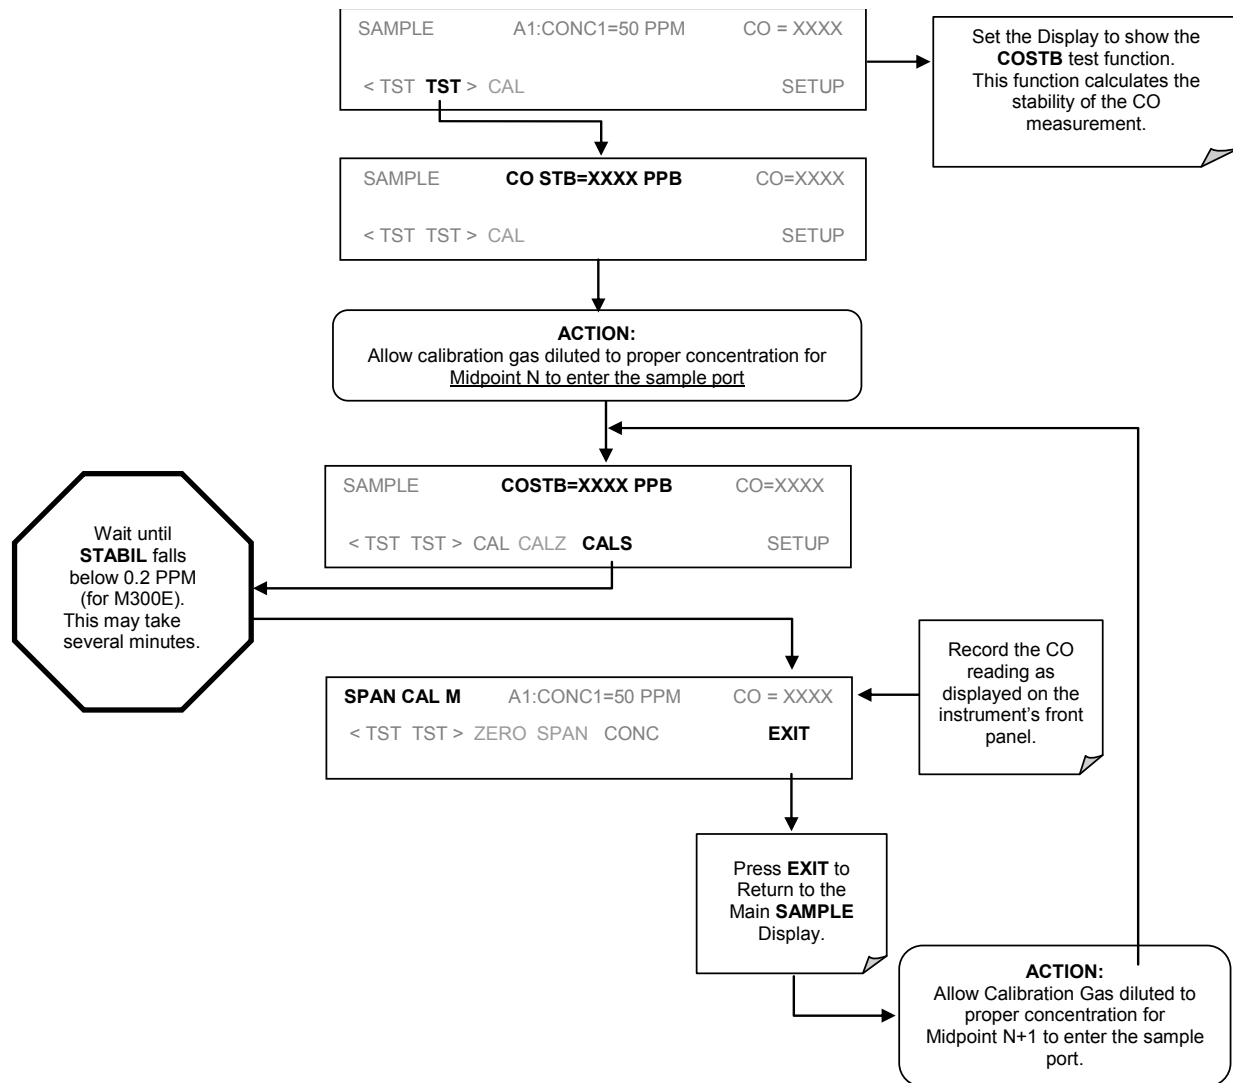 SAMPLE A1:CONC1=50 PPM CO = XXXX
< TST TST > CAL SETUP
Set the Display to show the
COSTB test function.
This function calculates the
stability of the CO
measurement.
SAMPLE CO STB=XXXX PPB CO=XXXX
< TST TST > CAL SETUP
ACTION:
Allow calibration gas diluted to proper concentration for
Midpoint N to enter the sample port
SAMPLE COSTB=XXXX PPB CO=XXXX
< TST TST > CAL CALZ CALS SETUP
Wait until
STABIL falls
below 0.2 PPM
(for M300E).
This may take
several minutes.
SPAN CAL M A1:CONC1=50 PPM CO = XXXX
< TST TST > ZERO SPAN CONC EXIT
Record the CO
reading as
displayed on the
instrument's front
panel.
Press EXIT to
Return to the
Main SAMPLE
Display.
ACTION:
Allow Calibration Gas diluted to
proper concentration for
Midpoint N+1 to enter the sample
port.